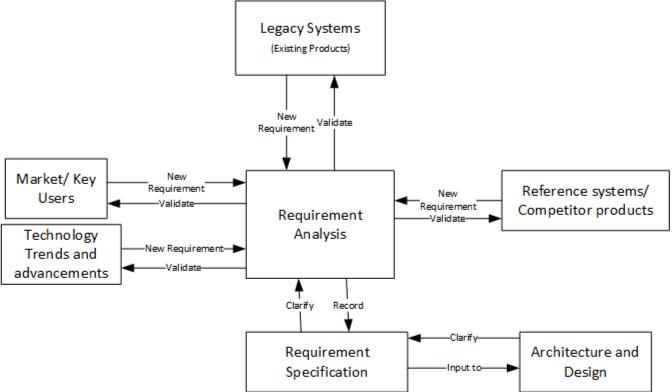 Legacy Systems
(Existing Products)
New
Requirement
Validate
Market/ Key
Users
New
Requirement
Validate
Requirement
Analysis
New
Requirement
Validate
Reference systems/
Competitor products
Technology
Trends and
advancements
New Requirement
Validate
Clarify
Record
Requirement
Specification
Clarify
Input to
Architecture and
Design